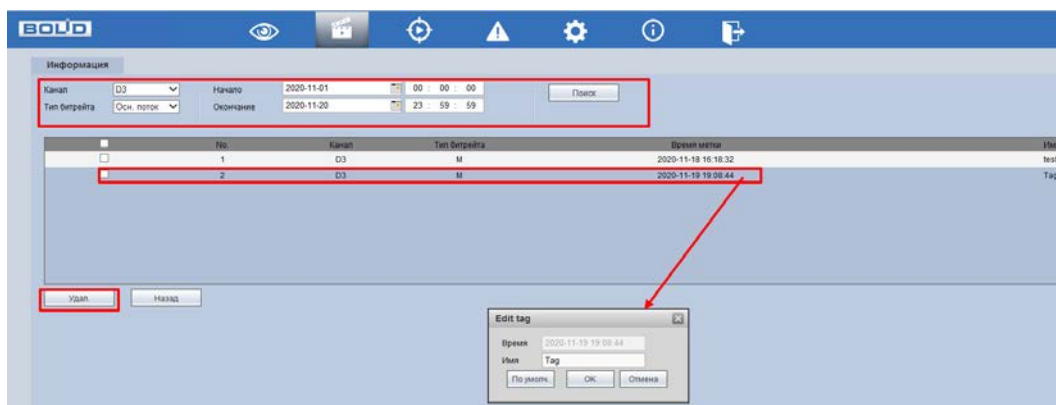 BOLID
Информация
Канал D3 Начало 2020-11-01 00 : 00 : 00 Поиск
Тип битрейта Осн. поток Окончание 2020-11-20 23 : 59 : 59
No. Канал Тип битрейта Время метки Имя
1 D3 M 2020-11-18 16:18:32 test
2 D3 M 2020-11-19 19:08:44 Tag
Удал. Назад
Edit tag
Время 2020-11-19 19:08:44
Имя Tag
По умолч. OK Отмена